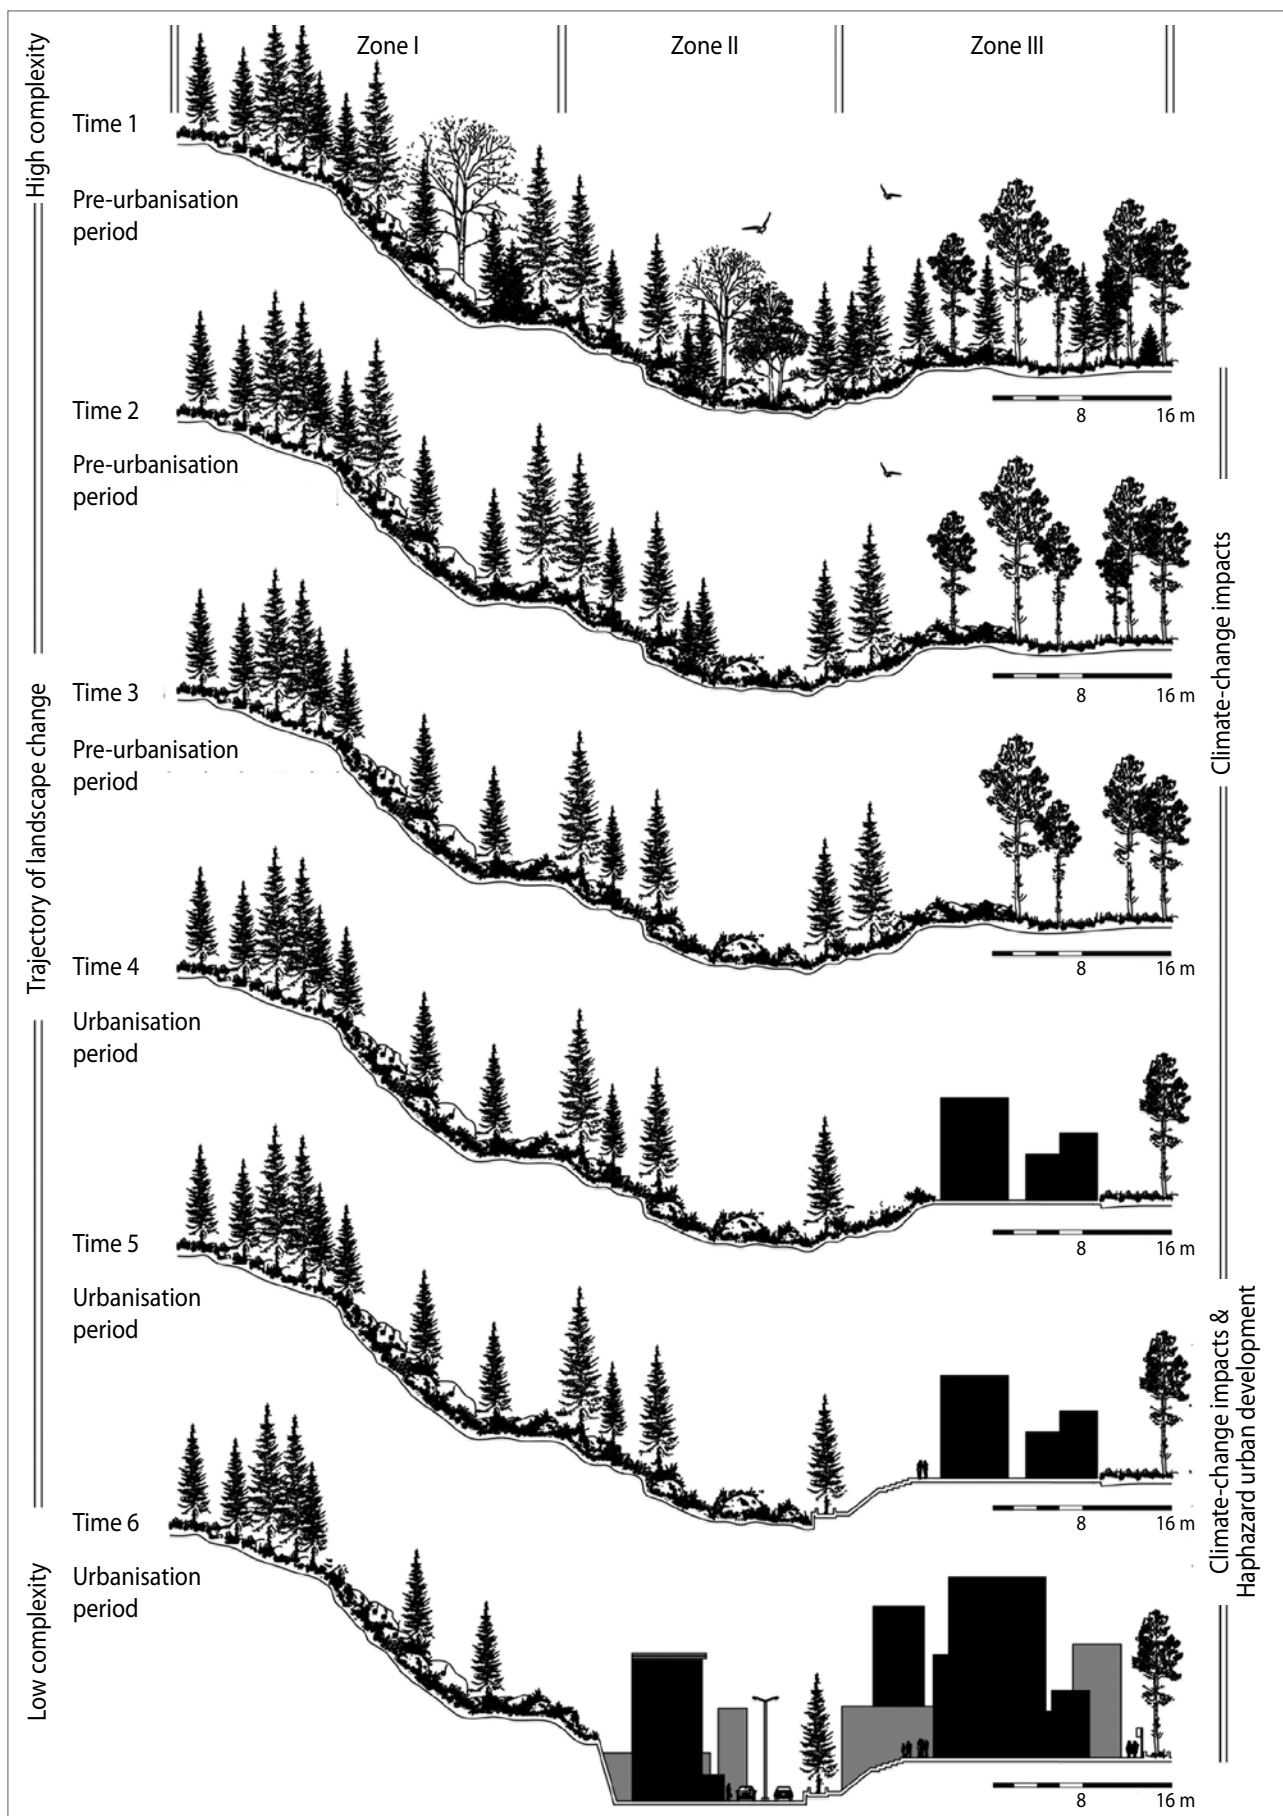 Zone I
Zone II
Zone III
High complexity
Trajectory of landscape change
Low complexity
Time 1
Pre-urbanisation
period
8
16 m
Time 2
Pre-urbanisation
period
8
16 m
Time 3
Pre-urbanisation
period
8
16 m
Time 4
Urbanisation
period
8
16 m
Time 5
Urbanisation
period
8
16 m
Time 6
Urbanisation
period
8
16 m
Climate-change impacts
Climate-change impacts &
Haphazard urban development